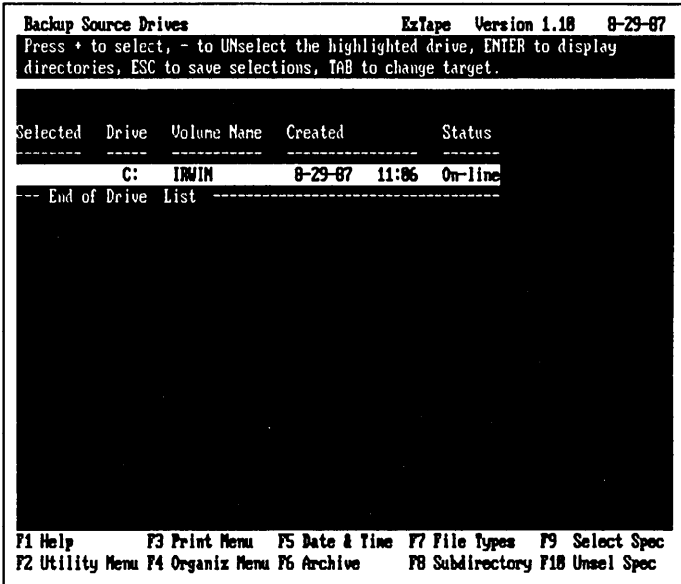 Backup Source Drives EzTape Version 1.10 8-29-87
Press + to select, - to UNselect the highlighted drive, ENTER to display
directories, ESC to save selections, TAB to change target.
Selected Drive Volume Name Created Status
-------- ----- ----------- ---------------- --------
C: IRWIN 8-29-87 11:06 On-line
--- End of Drive List -----------------------------------
F1 Help F3 Print Menu F5 Date & Time F7 File Types F9 Select Spec
F2 Utility Menu F4 Organiz Menu F6 Archive F8 Subdirectory F10 Unsel Spec